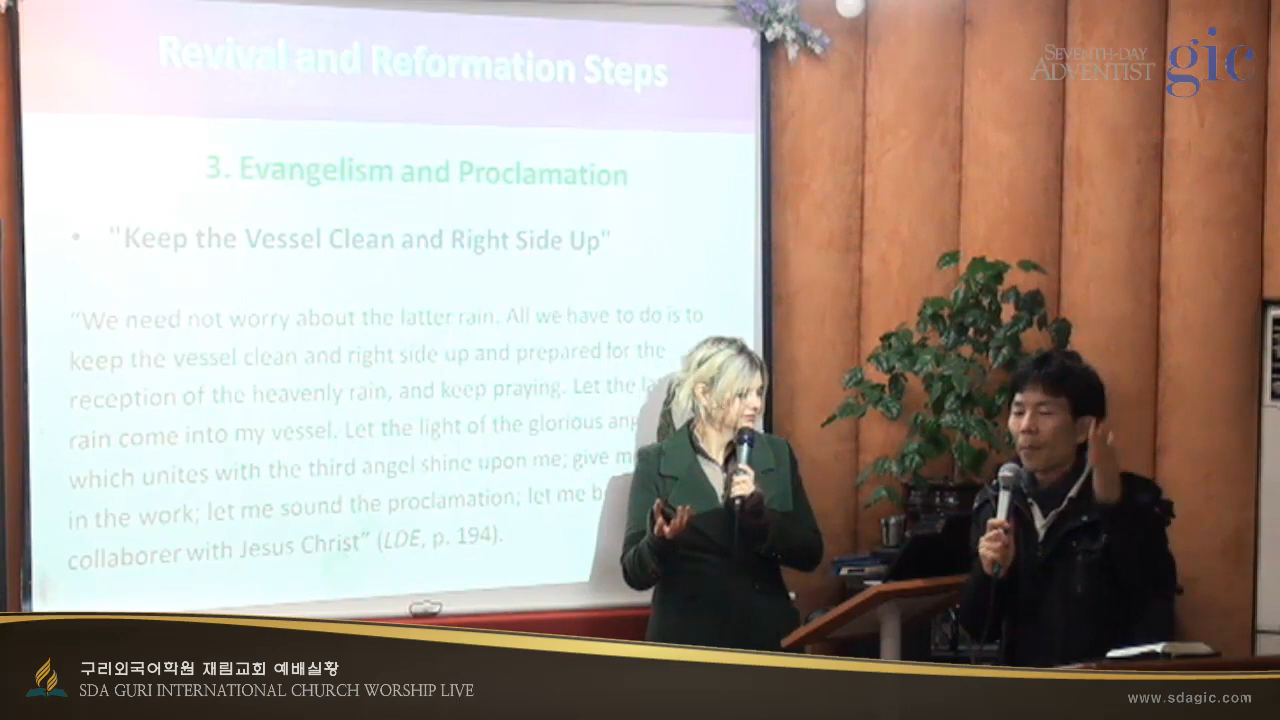 Revival and Reformation Steps
SEVENTH-DAY
ADVENTIST gic
3. Evangelism and Proclamation
• "Keep the Vessel Clean and Right Side Up"
“We need not worry about the latter rain. All we have to do is to
keep the vessel clean and right side up and prepared for the
reception of the heavenly rain, and keep praying. Let the
rain come into my vessel. Let the light of the glorious
which unites with the third angel shine upon me; give
in the work; let me sound the proclamation; let me
collaborer with Jesus Christ” (LDE, p. 194).
구리외국어학원 재림교회 예배실황
SDA GURI INTERNATIONAL CHURCH WORSHIP LIVE
www.sdagic.com